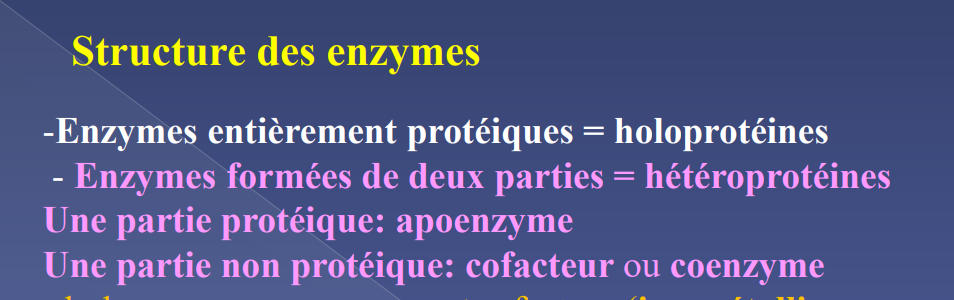 Structure des enzymes
-Enzymes entièrement protéiques = holoprotéines
- Enzymes formées de deux parties = hétéroprotéines
Une partie protéique: apoenzyme
Une partie non protéique: cofacteur ou coenzyme